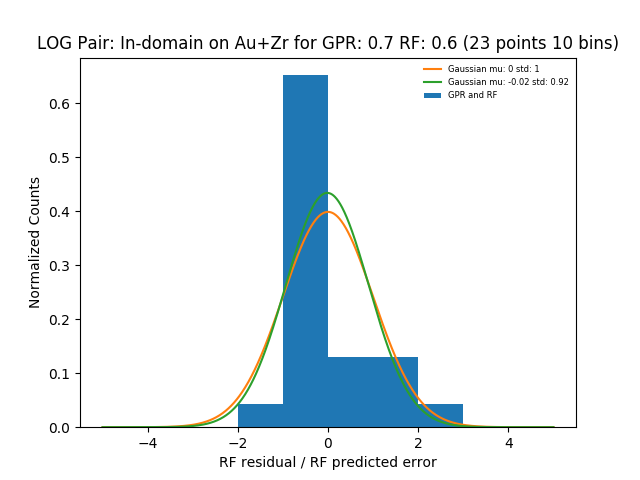 LOG Pair: In-domain on Au+Zr for GPR: 0.7 RF: 0.6 (23 points 10 bins)
Gaussian mu: 0 std: 1
Gaussian mu: -0.02 std: 0.92
GPR and RF
Normalized Counts
0.6
0.5
0.4
0.3
0.2
0.1
0.0
−4 −2 0 2 4
RF residual / RF predicted error